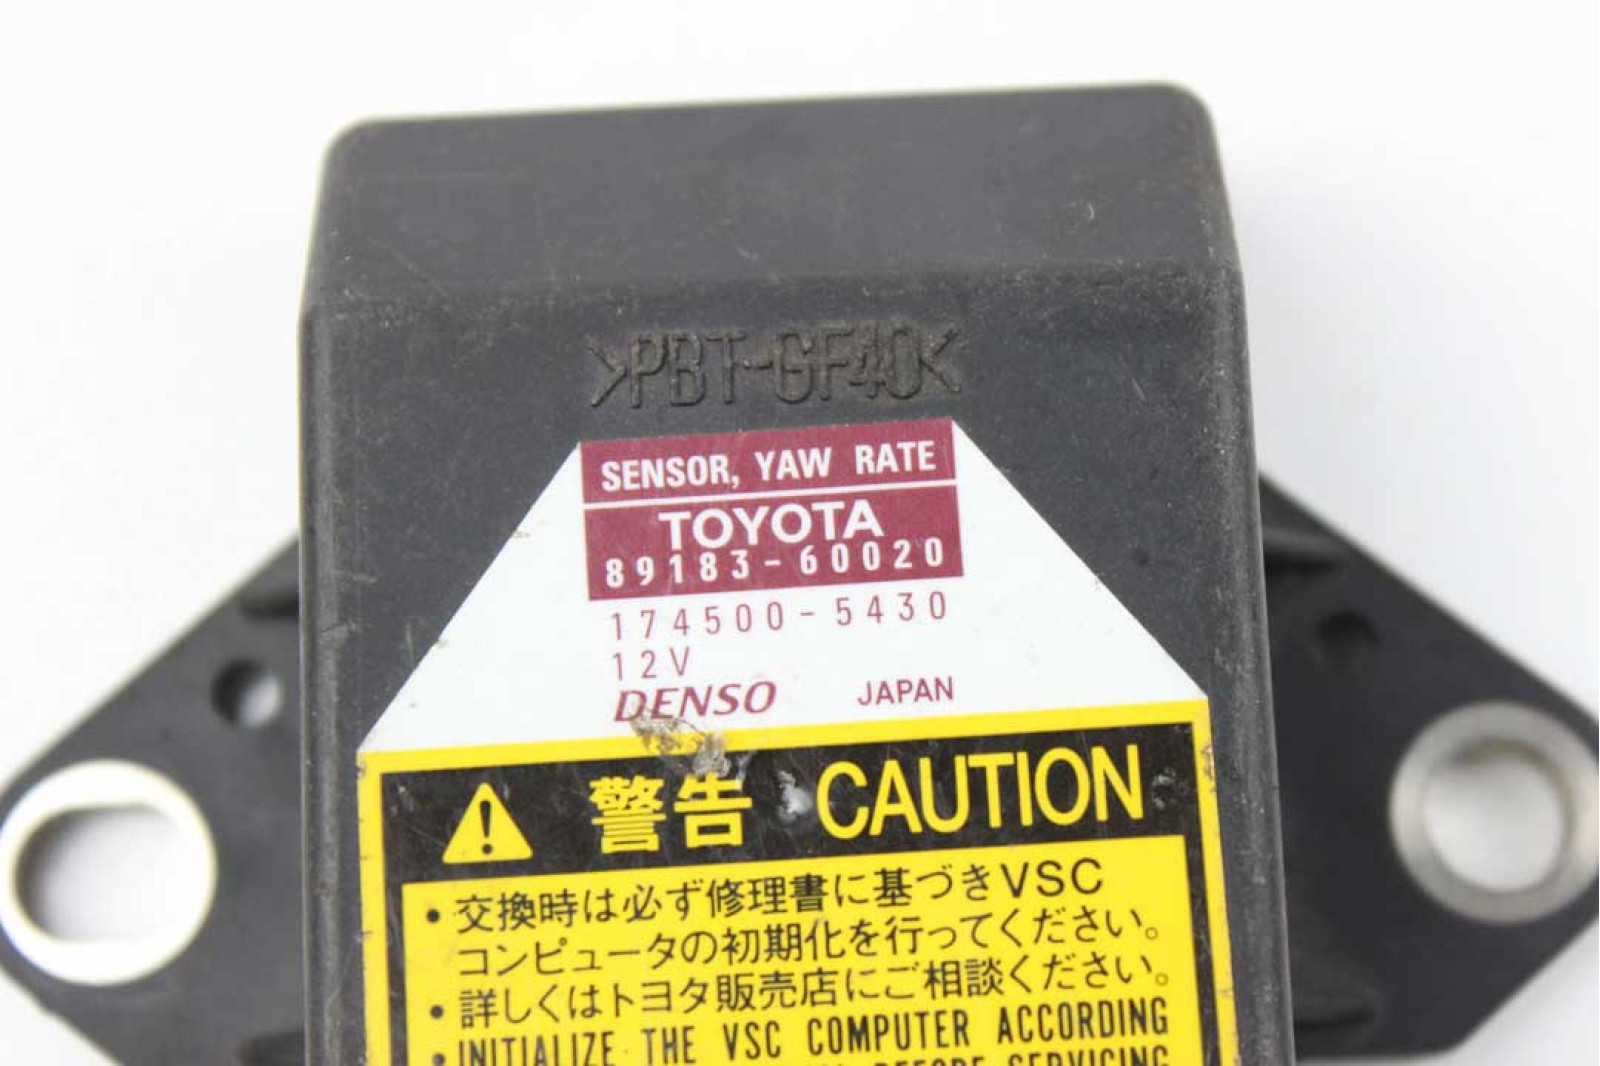 >PBT-GF40<
SENSOR, YAW RATE
TOYOTA
89183-60020
174500-5430
12V
DENSO JAPAN
警告 CAUTION
・交換時は必ず修理書に基づきVSC
コンピュータの初期化を行ってください。
・詳しくはトヨタ販売店にご相談ください。
・INITIALIZE THE VSC COMPUTER ACCORDING
BEFORE SERVICING